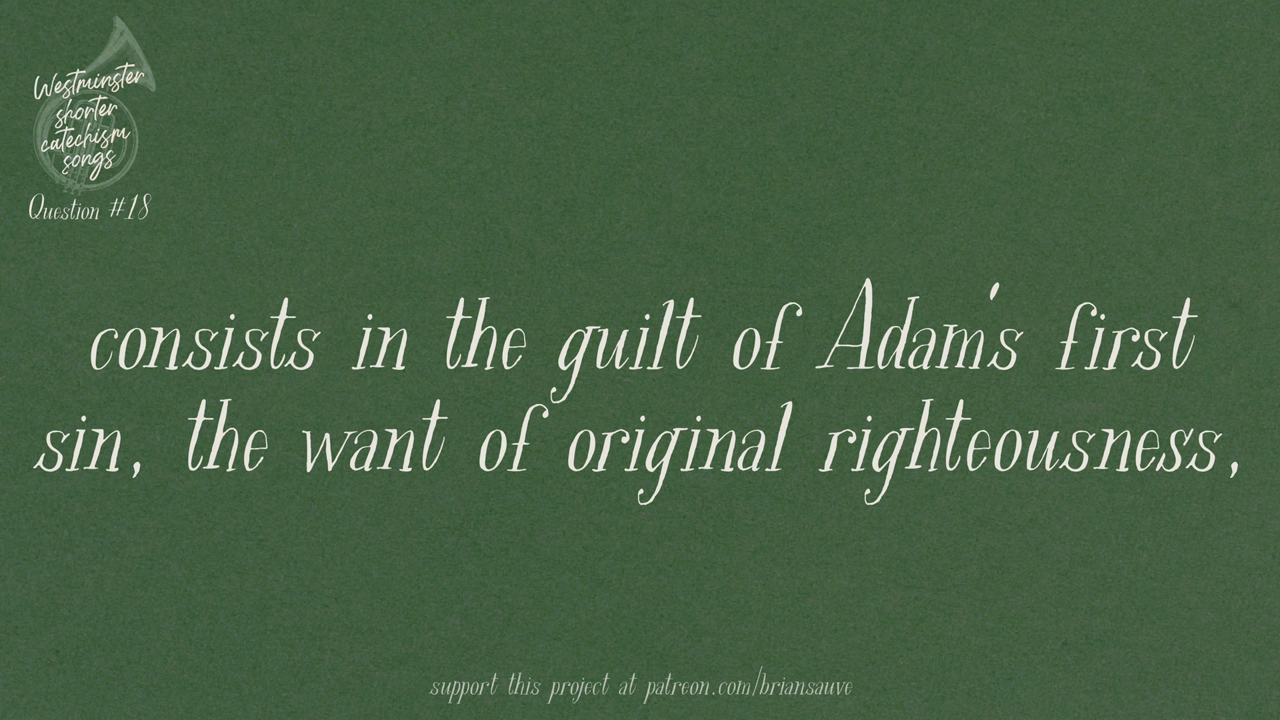 Westminster
shorter
catechism
songs
Question #18
consists in the guilt of Adam's first
sin, the want of original righteousness,
support this project at patreon.com/briansauve